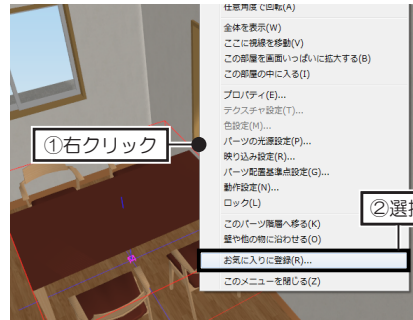 任意角度で回転(A)
全体を表示(W)
ここに視線を移動(V)
この部屋を画面いっぱいに拡大する(B)
この部屋の中に入る(I)
プロパティ(E)...
テクスチャ設定(T)...
色設定(M)...
パーツの光源設定(P)...
①右クリック
映り込み設定(R)...
パーツ配置基準点設定(G)...
動作設定(N)...
ロック(L)
②選択
このパーツ階層へ移る(K)
壁や他の物に沿わせる(O)
お気に入りに登録(R)...
このメニューを閉じる(Z)